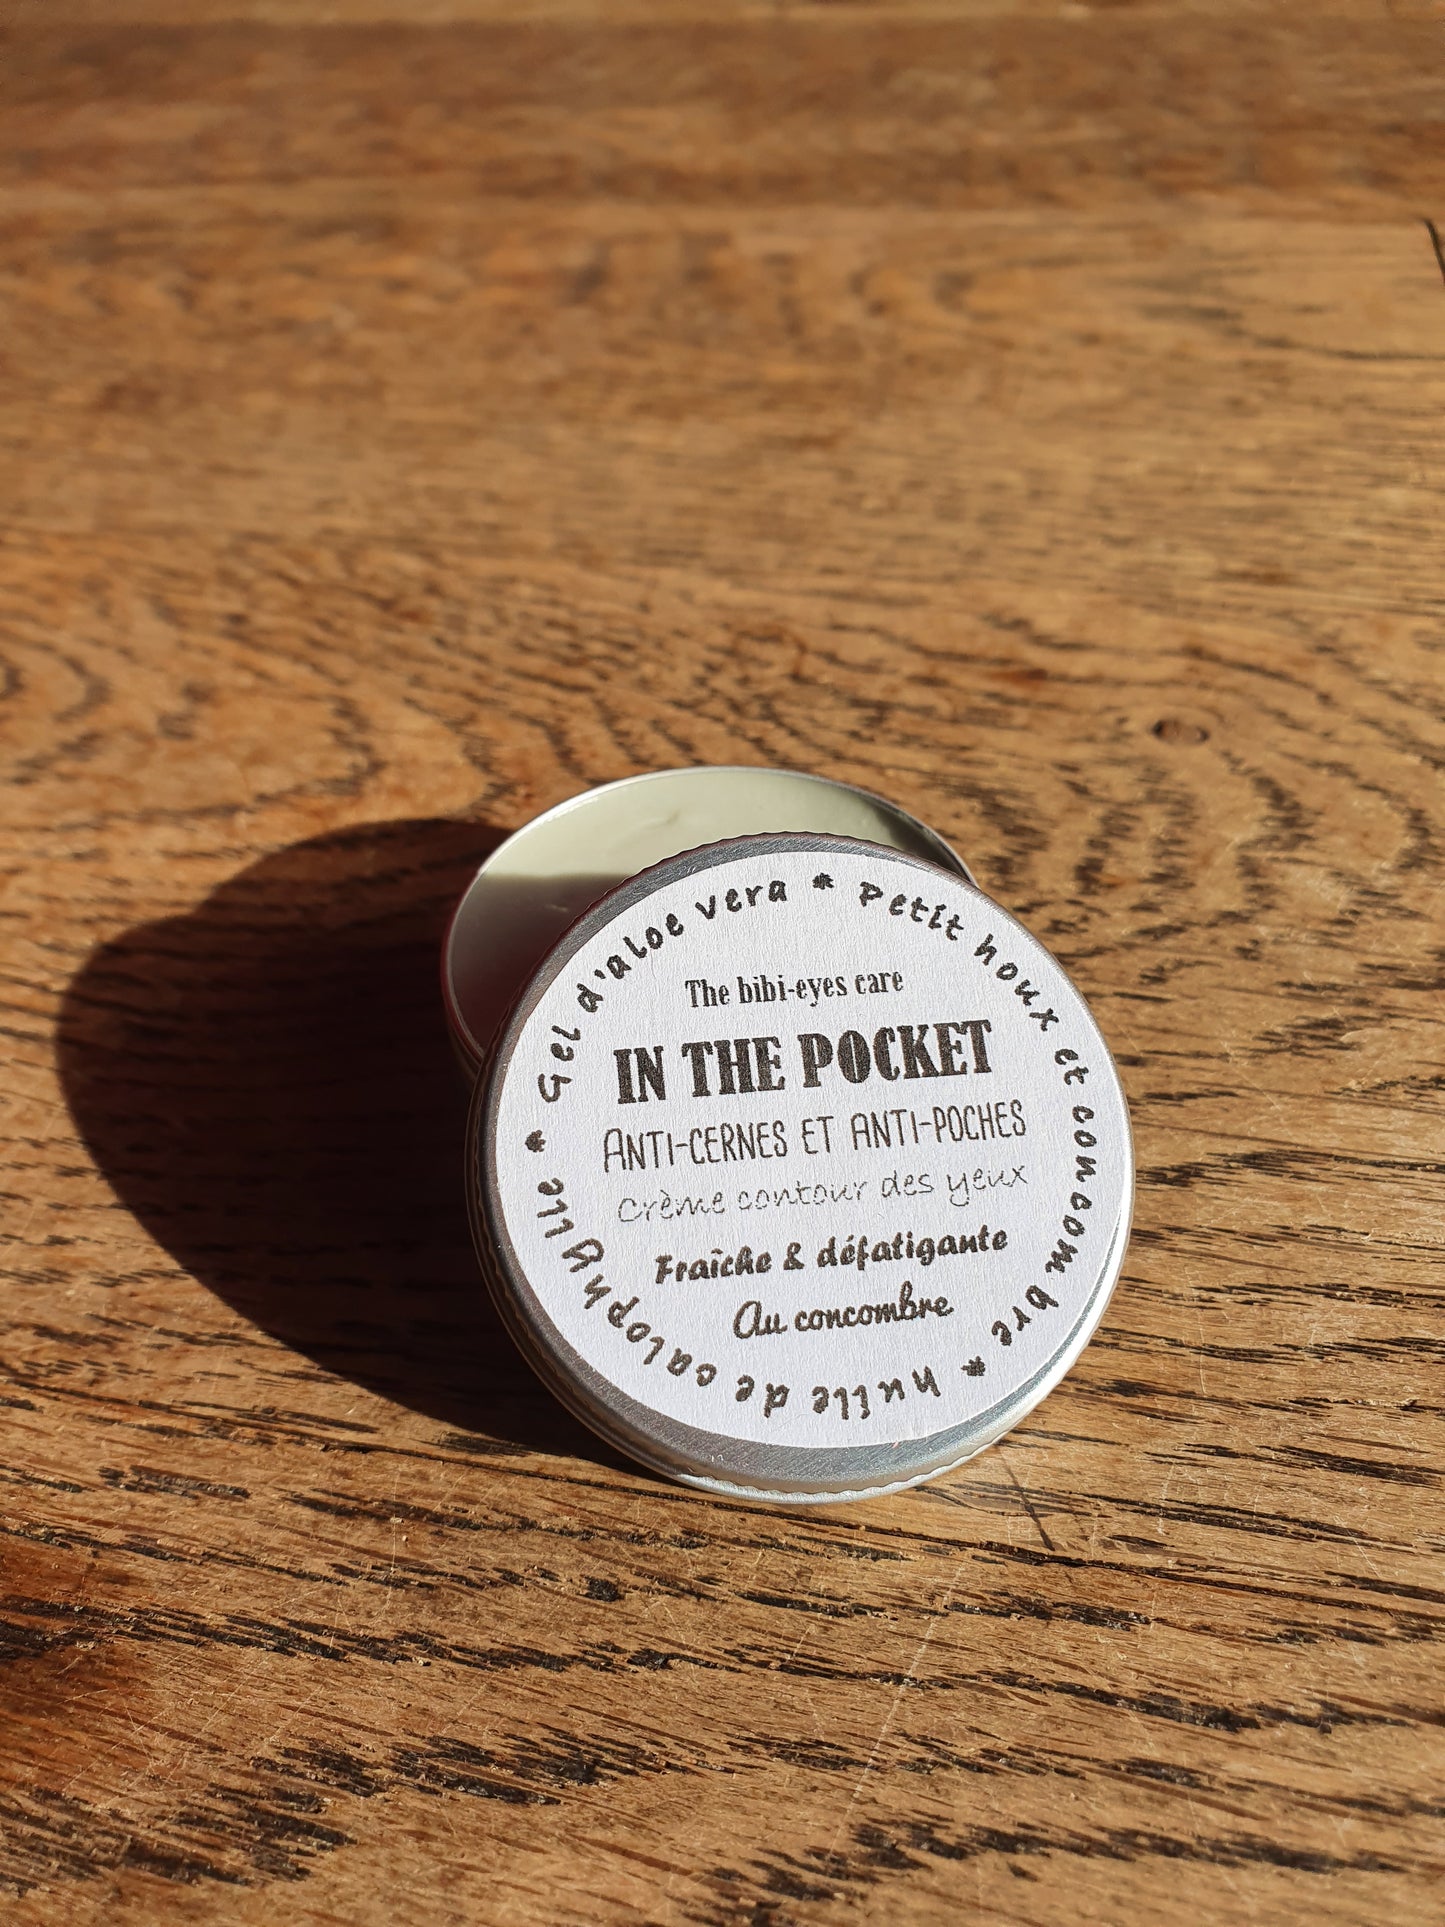 Gel d'aloe vera * Petit houx et concombre * huile de calophylle *
The bibi-eyes care
IN THE POCKET
ANTI-CERNES ET ANTI-POCHES
crème contour des yeux
Fraîche & défatigante
Au concombre